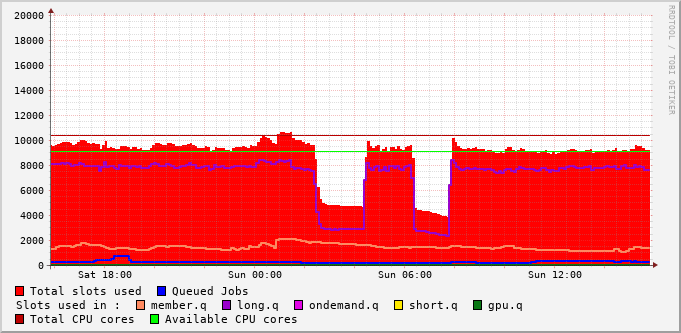 20000
18000
16000
14000
12000
10000
8000
6000
4000
2000
0
Sat 18:00 Sun 00:00 Sun 06:00 Sun 12:00
RRDTOOL / TOBI OETIKER
Total slots used Queued Jobs
Slots used in : member.q long.q ondemand.q short.q gpu.q
Total CPU cores Available CPU cores